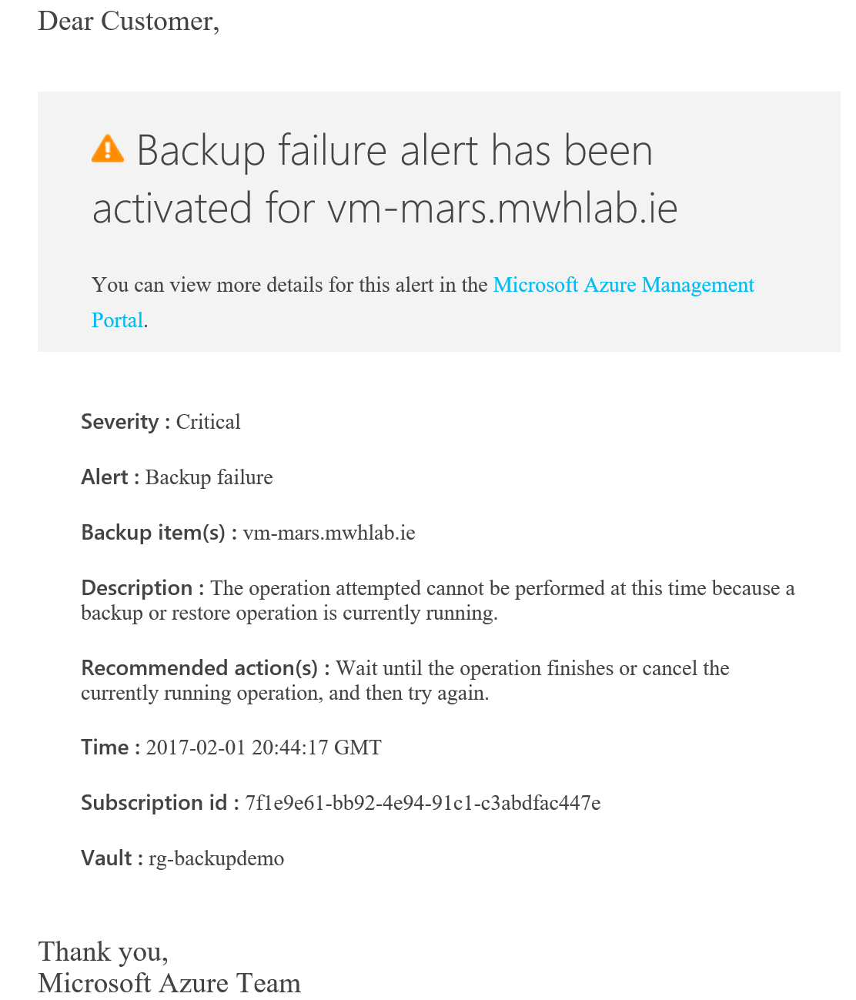 Dear Customer,
Backup failure alert has been
activated for vm-mars.mwhlab.ie
You can view more details for this alert in the Microsoft Azure Management
Portal.
Severity : Critical
Alert : Backup failure
Backup item(s) : vm-mars.mwhlab.ie
Description : The operation attempted cannot be performed at this time because a
backup or restore operation is currently running.
Recommended action(s) : Wait until the operation finishes or cancel the
currently running operation, and then try again.
Time : 2017-02-01 20:44:17 GMT
Subscription id : 7f1e9e61-bb92-4e94-91c1-c3abdfac447e
Vault : rg-backupdemo
Thank you,
Microsoft Azure Team